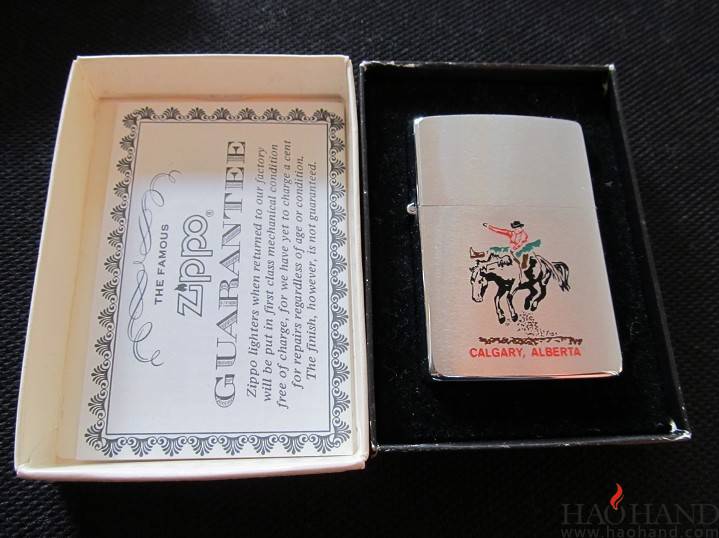 THE FAMOUS
Zippo®
GUARANTEE
Zippo lighters when returned to our factory
will be put in first class mechanical condition
free of charge, for we have yet to charge a cent
for repairs regardless of age or condition.
The finish, however, is not guaranteed.
CALGARY, ALBERTA
HAOHAND
www.haohand.com